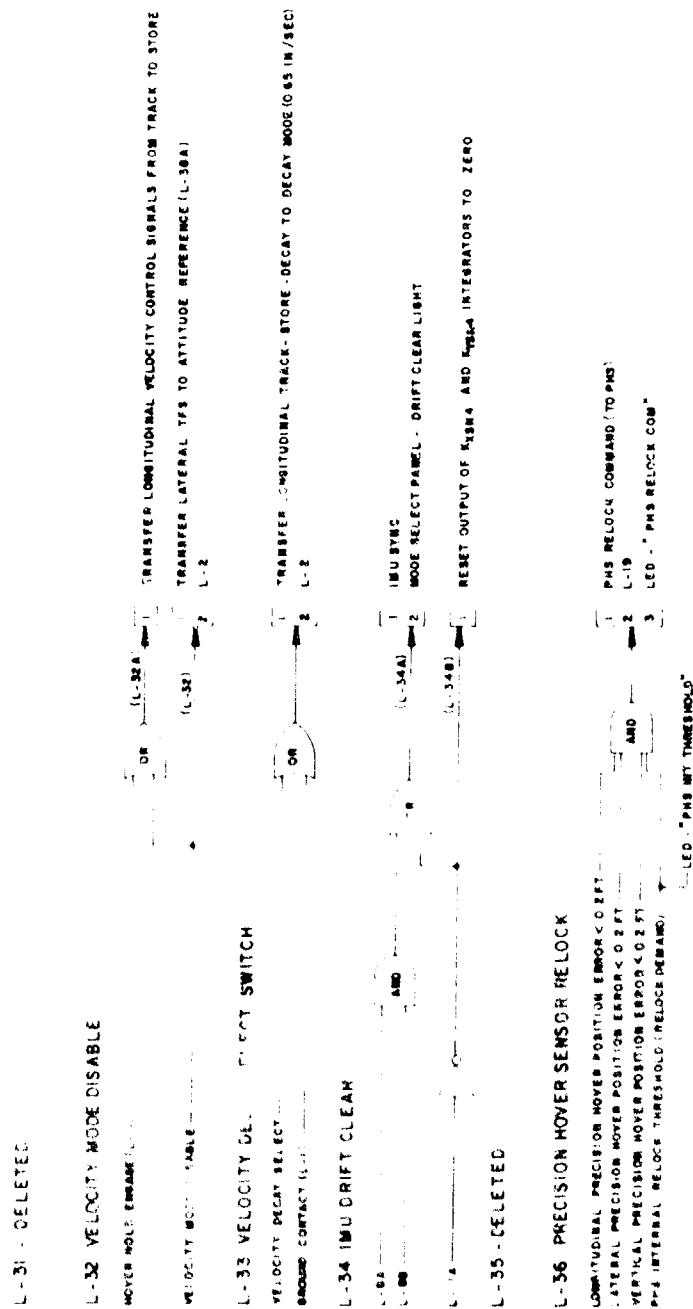 L-31 - DELETED
L-32 VELOCITY MODE DISABLE
HOVER HOLD ENGAGE
VELOCITY
OR
(L-32A)
(L-32)
1 TRANSFER LONGITUDINAL VELOCITY CONTROL SIGNALS FROM TRACK TO STORE
TRANSFER LATERAL TFS TO ATTITUDE REFERENCE (L-38A)
2 L-2
L-33 VELOCITY SWITCH
VELOCITY DECAY SELECT
GROUND CONTACT
OR
1 TRANSFER LONGITUDINAL TRACK-STORE-DECAY TO DECAY MODE (0.65 IN/SEC)
2 L-2
L-34 IMU DRIFT CLEAR
AND
(L-34A)
(L-34B)
1 IMU SYNC
2 MODE SELECT PANEL - DRIFT CLEAR LIGHT
RESET OUTPUT OF KXSN4 AND INTEGRATORS TO ZERO
L-35 - DELETED
L-36 PRECISION HOVER SENSOR RELOCK
LONGITUDINAL PRECISION HOVER POSITION ERROR < 0.2 FT
LATERAL PRECISION HOVER POSITION ERROR < 0.2 FT
VERTICAL PRECISION HOVER POSITION ERROR < 0.2 FT
PHS INTERNAL RELOCK THRESHOLD (RELOCK DEMAND)
AND
LED - "PHS INT THRESHOLD"
1 PHS RELOCK COMMAND (TO PHS)
2 L-19
3 LED - "PHS RELOCK COM"